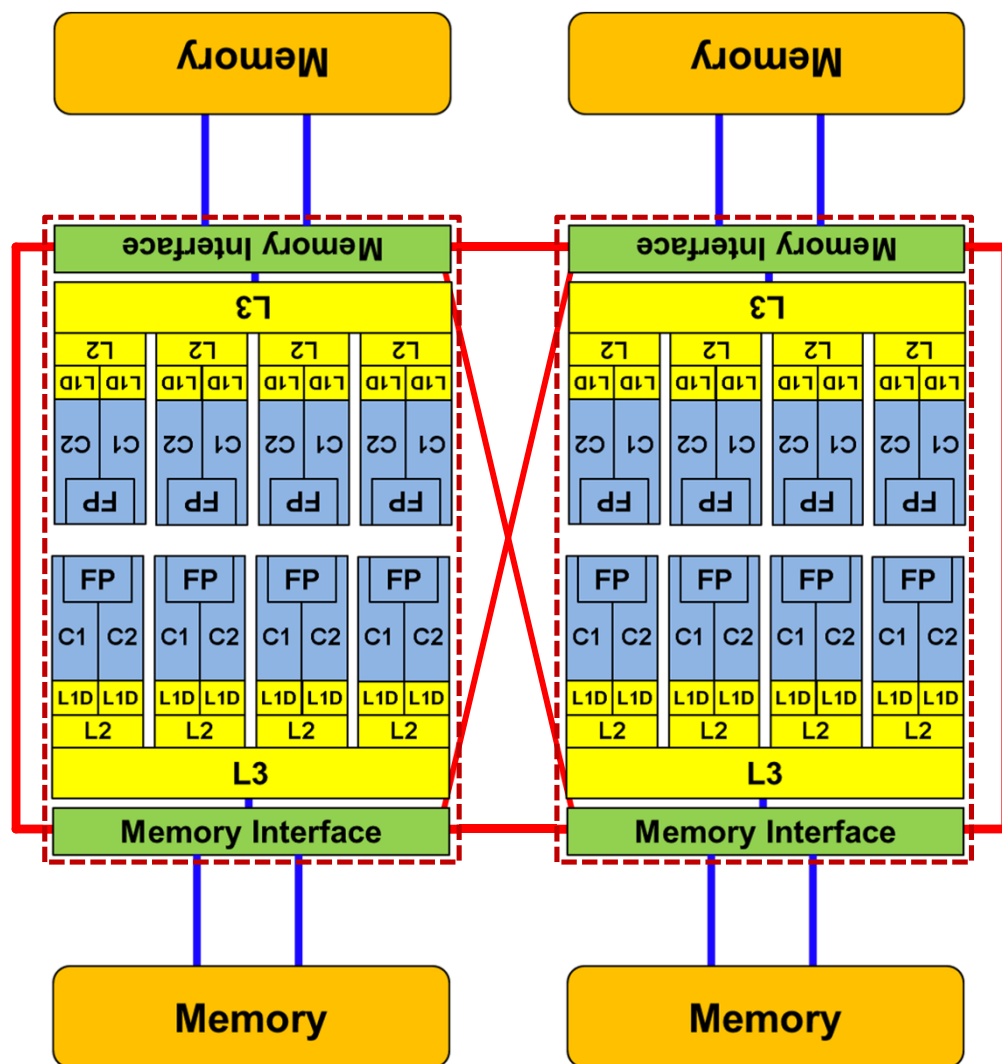 Memory Memory
Memory Interface Memory Interface
L3 L3
L2 L2 L2 L2 L2 L2 L2 L2
L1D L1D L1D L1D L1D L1D L1D L1D L1D L1D L1D L1D L1D L1D L1D L1D
C2 C1 C2 C1 C2 C1 C2 C1 C2 C1 C2 C1 C2 C1 C2 C1
FP FP FP FP FP FP FP FP
FP FP FP FP FP FP FP FP
C1 C2 C1 C2 C1 C2 C1 C2 C1 C2 C1 C2 C1 C2 C1 C2
L1D L1D L1D L1D L1D L1D L1D L1D L1D L1D L1D L1D L1D L1D L1D L1D
L2 L2 L2 L2 L2 L2 L2 L2
L3 L3
Memory Interface Memory Interface
Memory Memory